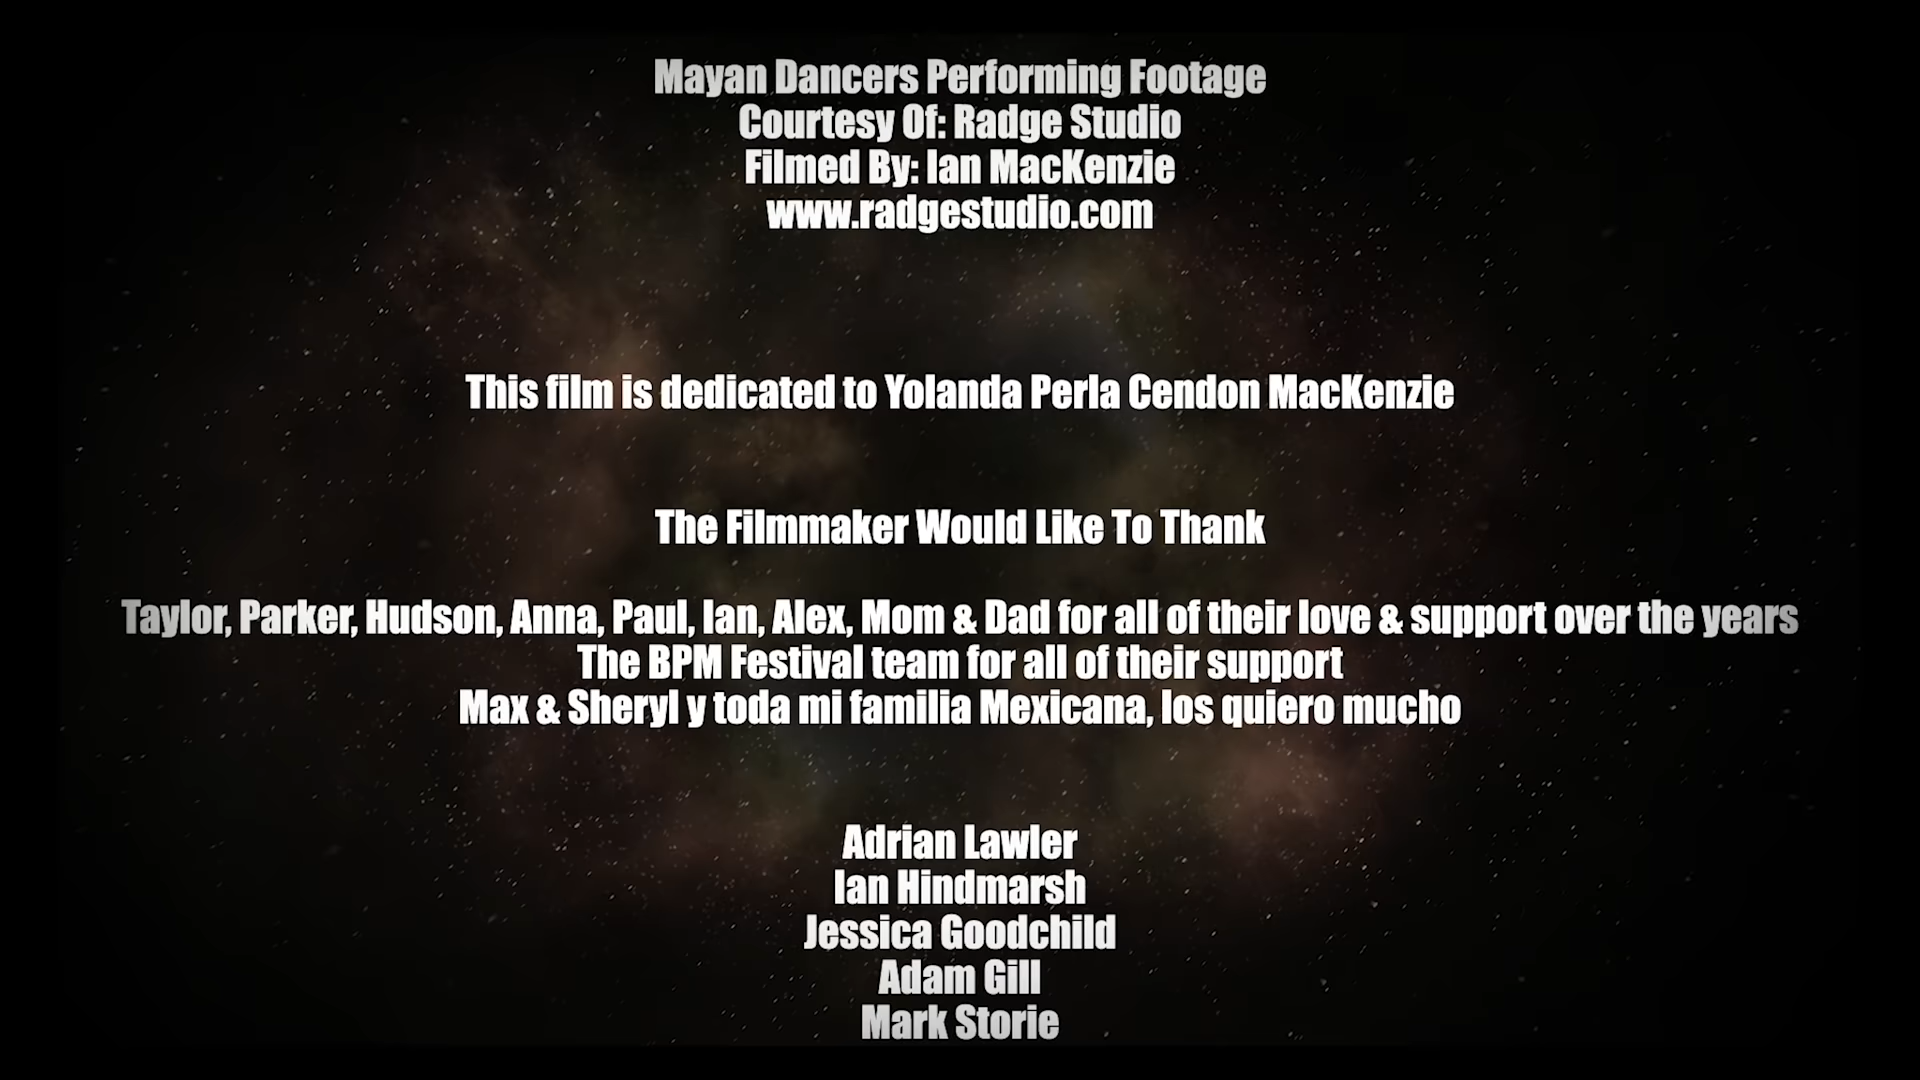 Mayan Dancers Performing Footage
Courtesy Of: Radge Studio
Filmed By: Ian MacKenzie
www.radgestudio.com
This film is dedicated to Yolanda Perla Cendon MacKenzie
The Filmmaker Would Like To Thank
Taylor, Parker, Hudson, Anna, Paul, Ian, Alex, Mom & Dad for all of their love & support over the years
The BPM Festival team for all of their support
Max & Sheryl y toda mi familia Mexicana, los quiero mucho
Adrian Lawler
Ian Hindmarsh
Jessica Goodchild
Adam Gill
Mark Storie